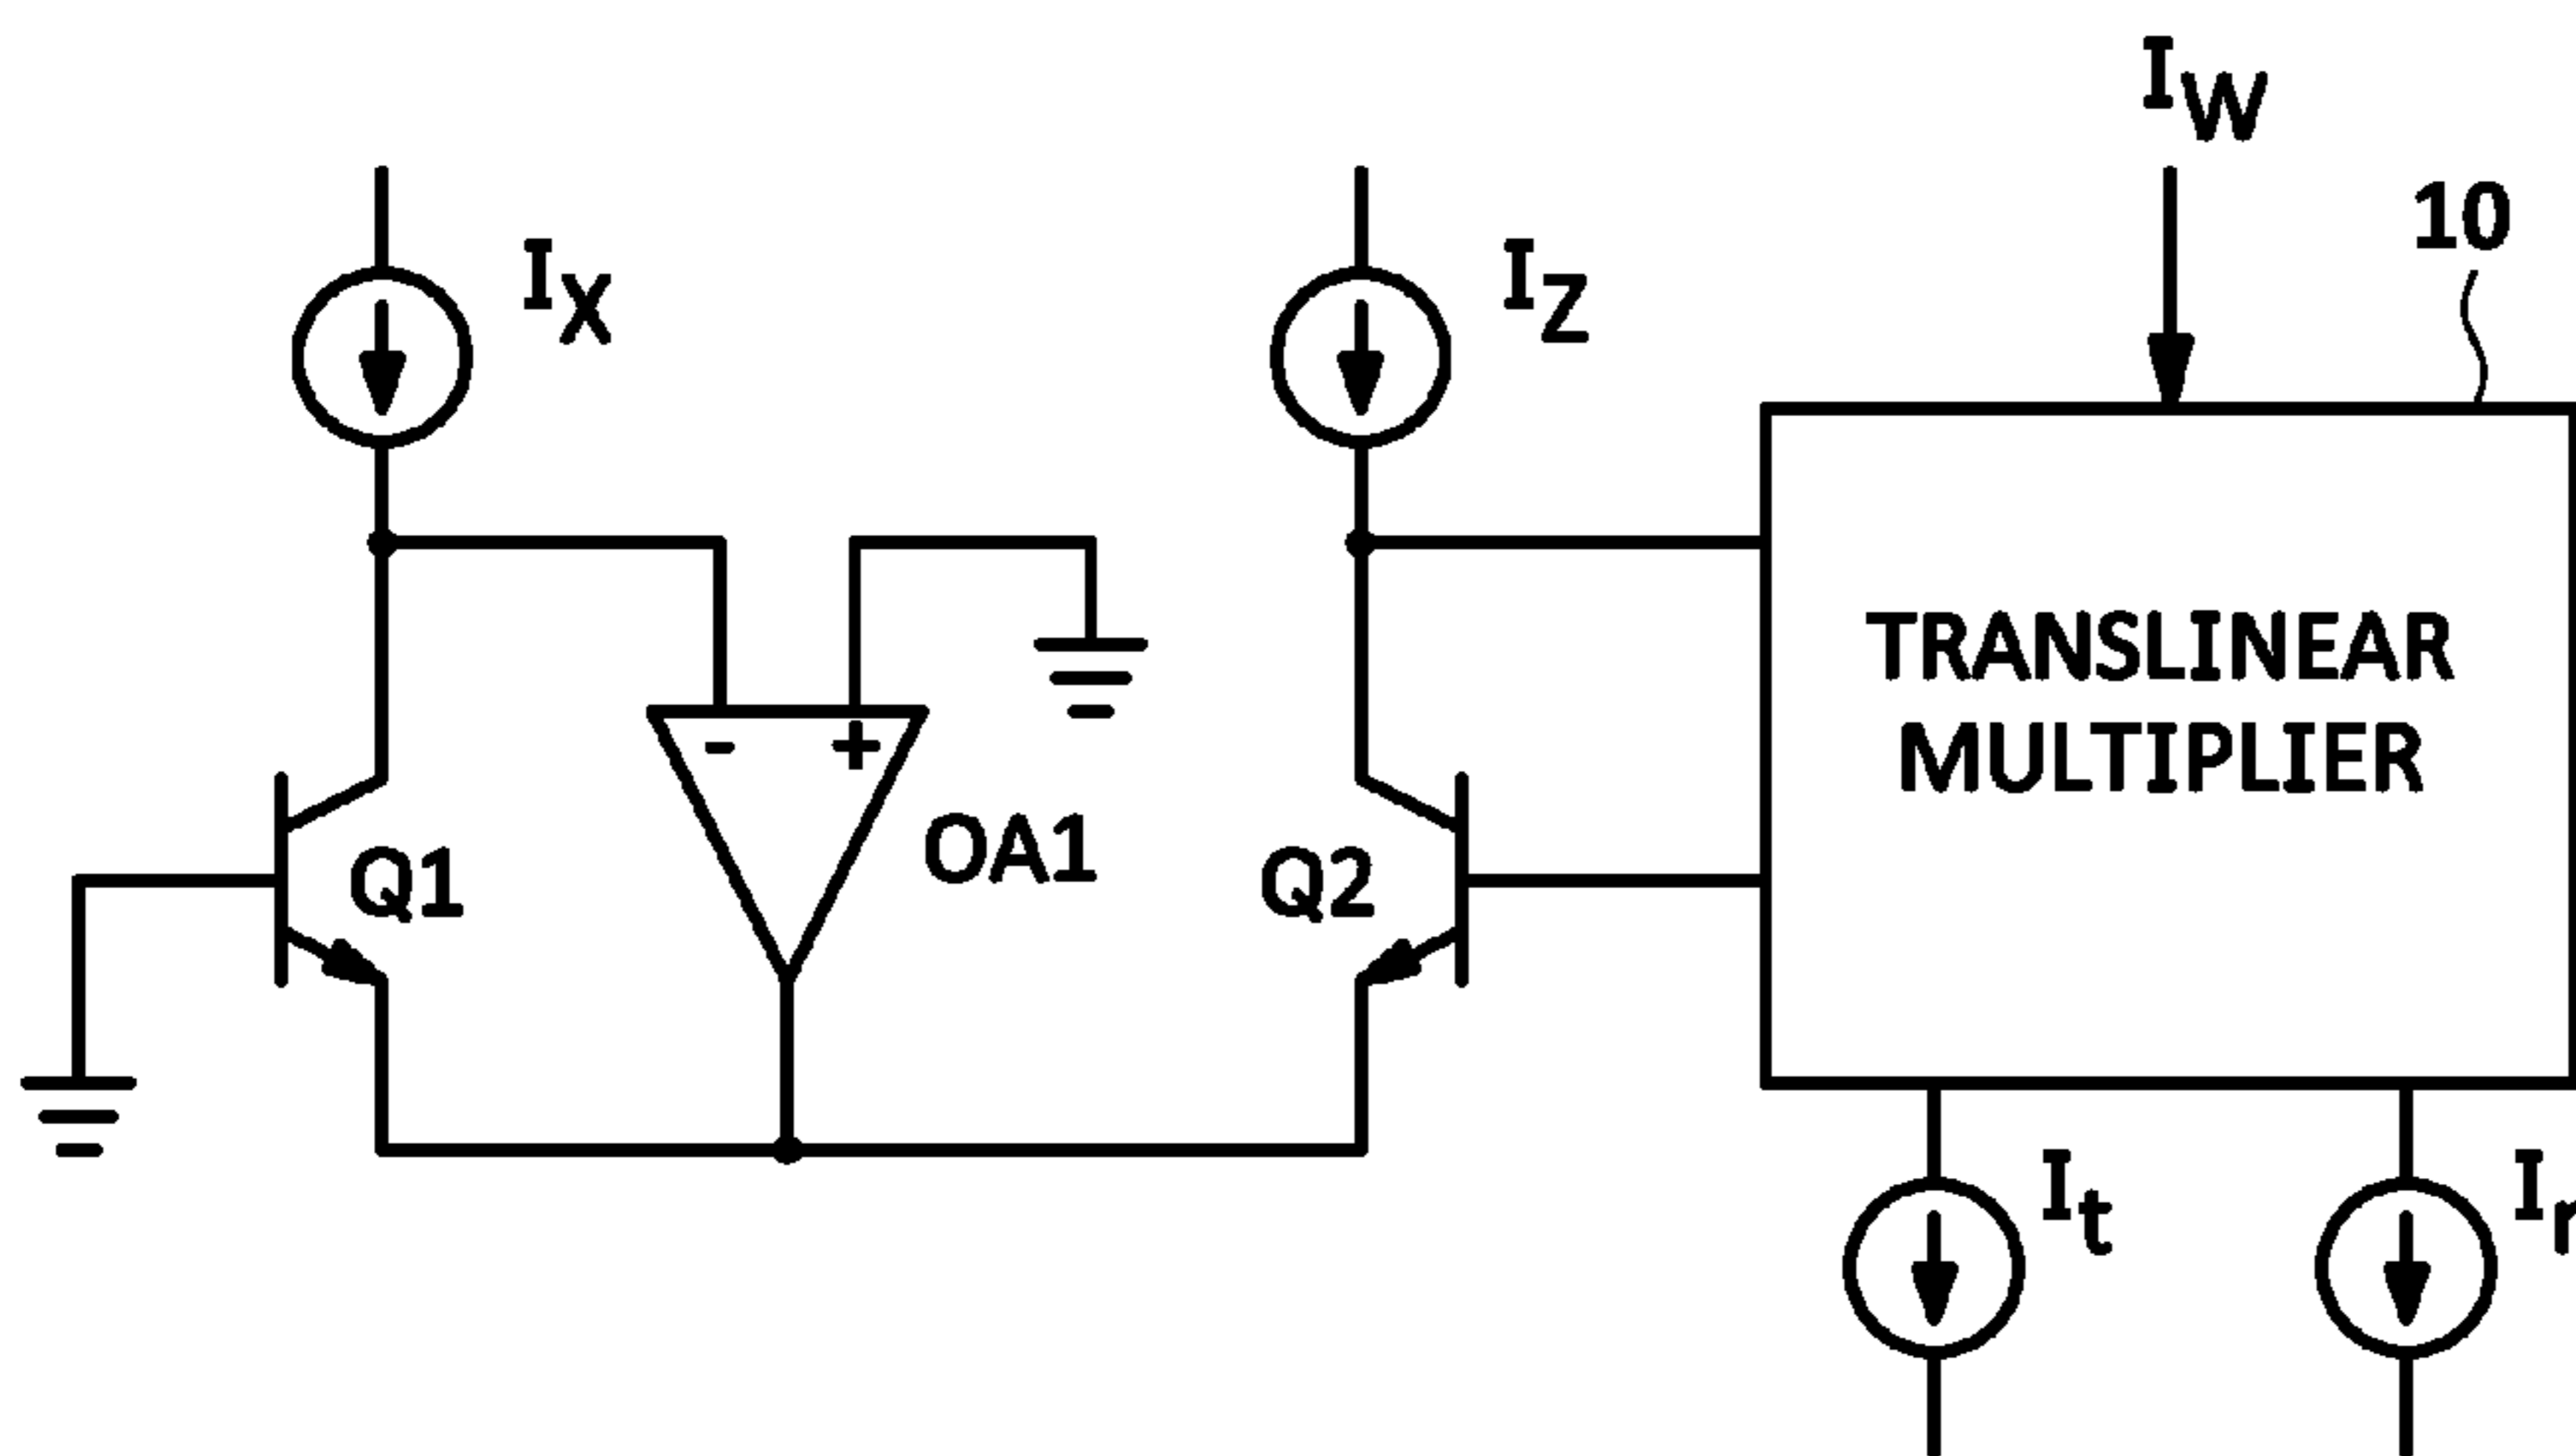 IW
10
IX
IZ
TRANSLINEAR
MULTIPLIER
- +
OA1
Q1
Q2
It